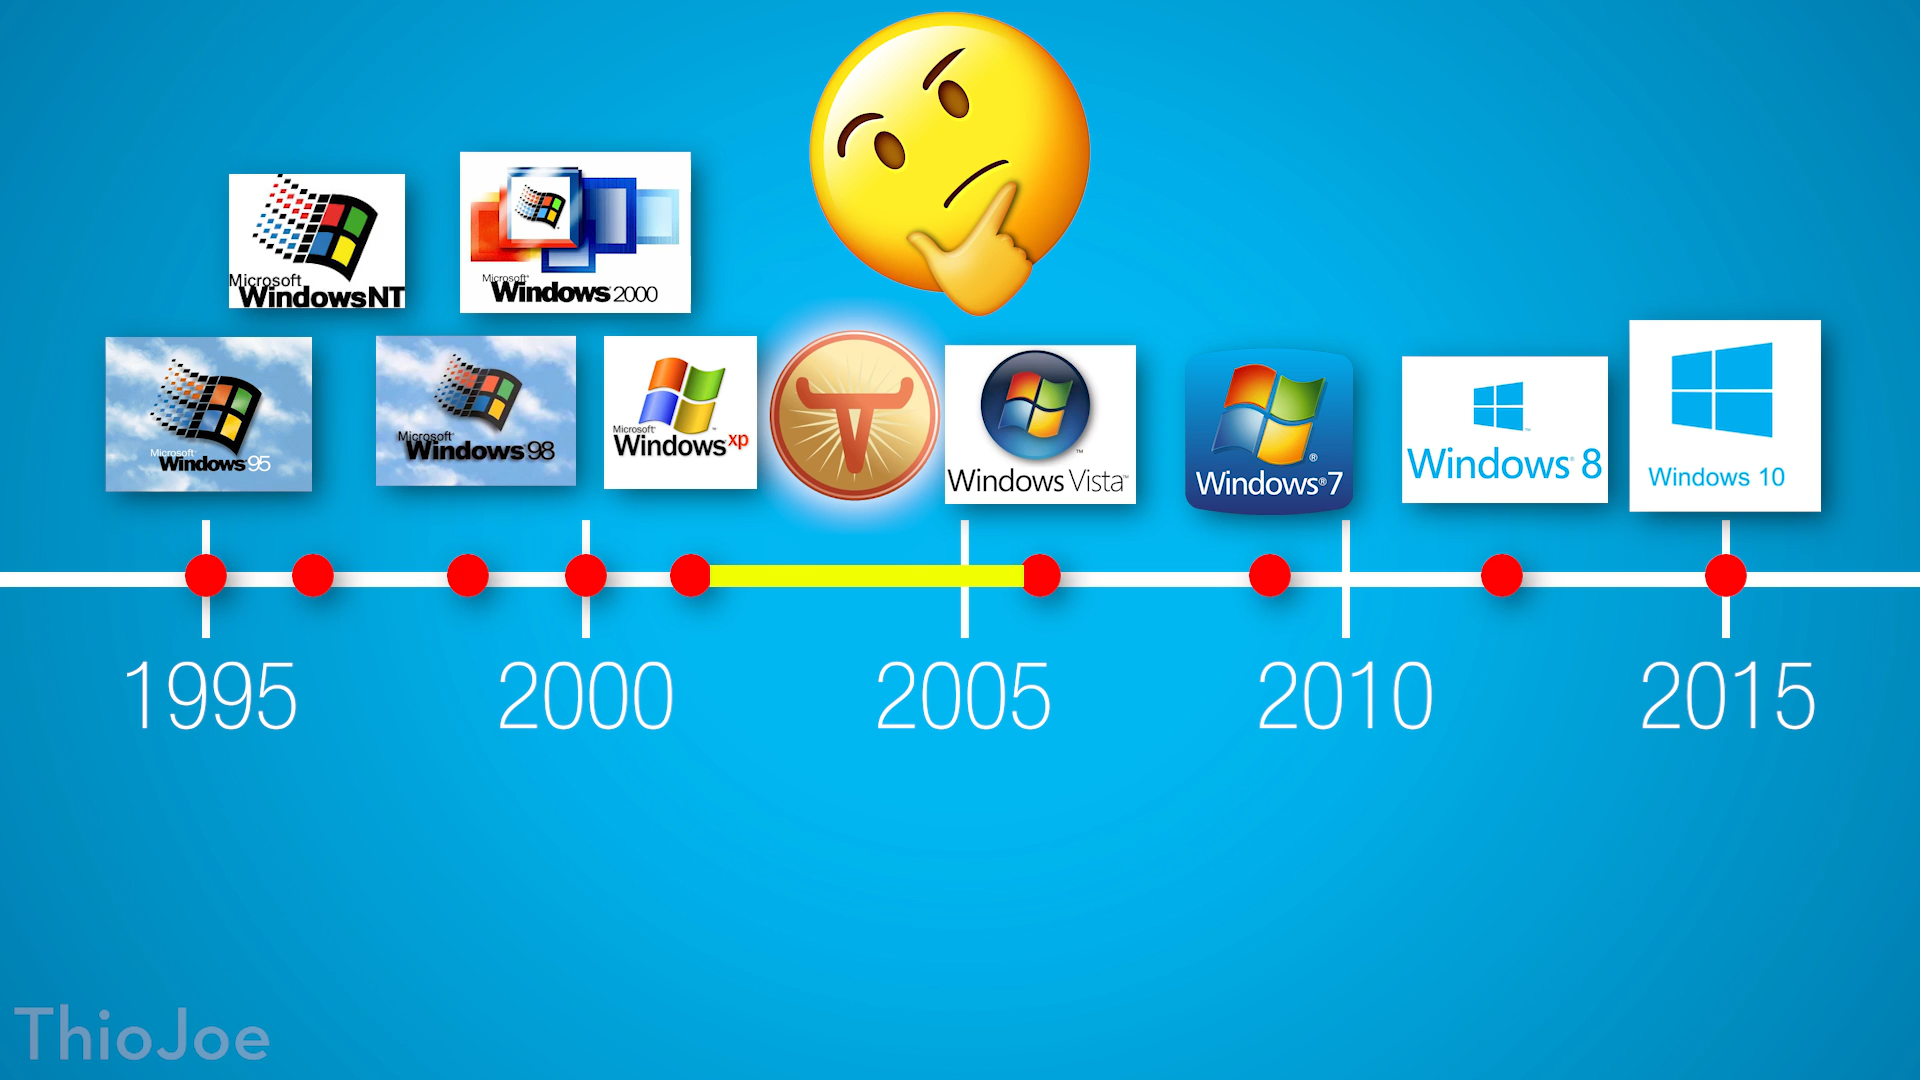 Microsoft
WindowsNT
Microsoft®
Windows 2000
Microsoft®
Windows 95
Microsoft®
Windows 98
Microsoft®
Windows xp
Windows Vista™
Windows® 7
Windows® 8
Windows 10
1995
2000
2005
2010
2015
ThioJoe